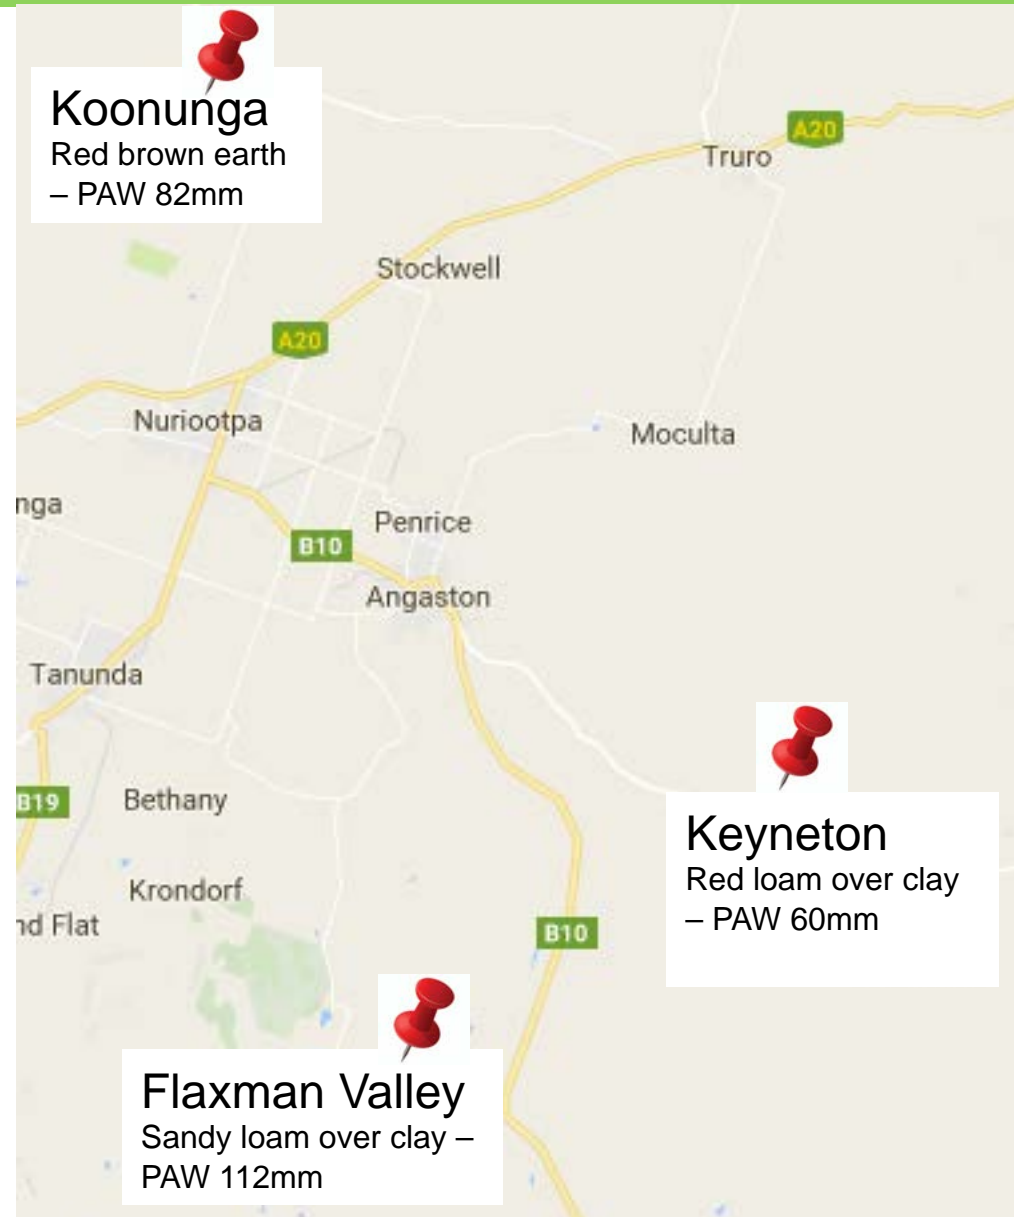 Koonunga
Red brown earth
– PAW 82mm
A20
Truro
Stockwell
A20
Nuriootpa
Moculta
nga
Penrice
B10
Angaston
Tanunda
B19
Bethany
Keyneton
Red loam over clay
– PAW 60mm
Krondorf
nd Flat
B10
Flaxman Valley
Sandy loam over clay –
PAW 112mm